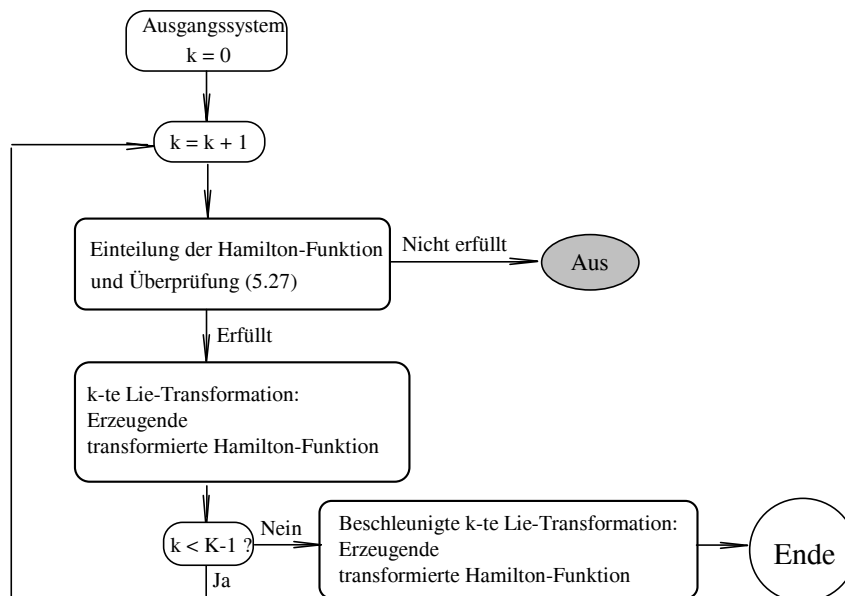 Ausgangssystem
k = 0
k = k + 1
Einteilung der Hamilton-Funktion
und Überprüfung (5.27)
Nicht erfüllt
Aus
Erfüllt
k-te Lie-Transformation:
Erzeugende
transformierte Hamilton-Funktion
k < K-1 ?
Nein
Ja
Beschleunigte k-te Lie-Transformation:
Erzeugende
transformierte Hamilton-Funktion
Ende